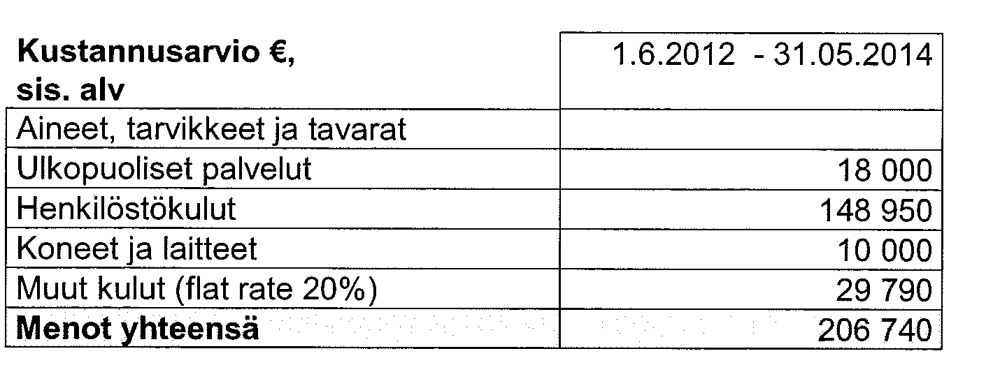 Kustannusarvio €, 1.6.2012 - 31.05.2014
sis. alv
Aineet, tarvikkeet ja tavarat
Ulkopuoliset palvelut 18 000
Henkilöstökulut 148 950
Koneet ja laitteet 10 000
Muut kulut (flat rate 20%) 29 790
Menot yhteensä 206 740